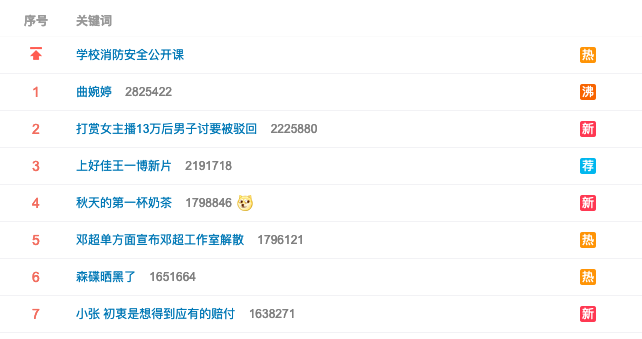 序号 关键词
学校消防安全公开课 热
1 曲婉婷 2825422 沸
2 打赏女主播13万后男子讨要被驳回 2225880 新
3 上好佳王一博新片 2191718 荐
4 秋天的第一杯奶茶 1798846 新
5 邓超单方面宣布邓超工作室解散 1796121 热
6 森碟晒黑了 1651664 热
7 小张 初衷是想得到应有的赔付 1638271 新